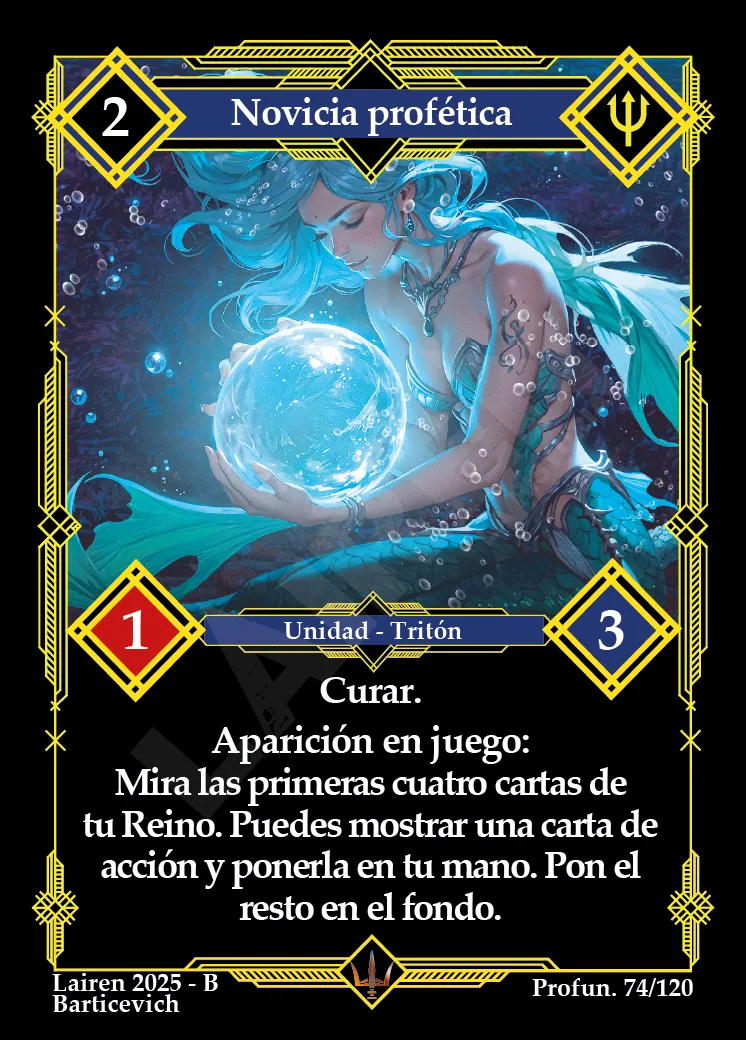 2
Novicia profética
1
Unidad - Tritón
3
Curar.
Aparición en juego:
Mira las primeras cuatro cartas de
tu Reino. Puedes mostrar una carta de
acción y ponerla en tu mano. Pon el
resto en el fondo.
Lairen 2025 - B
Barticevich
Profun. 74/120